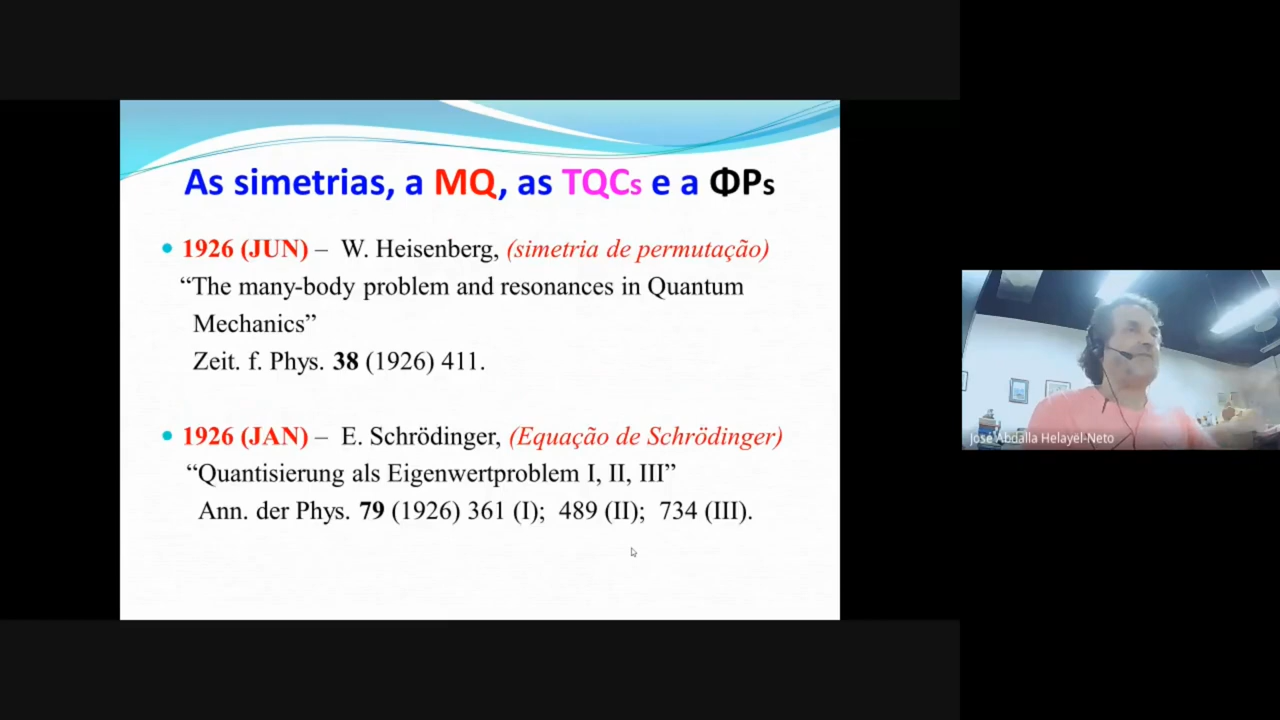 As simetrias, a MQ, as TQCs e a ΦPs
• 1926 (JUN) – W. Heisenberg, (simetria de permutação)
“The many-body problem and resonances in Quantum
Mechanics”
Zeit. f. Phys. 38 (1926) 411.
• 1926 (JAN) – E. Schrödinger, (Equação de Schrödinger)
“Quantisierung als Eigenwertproblem I, II, III”
Ann. der Phys. 79 (1926) 361 (I); 489 (II); 734 (III).
José Abdalla Helayël-Neto